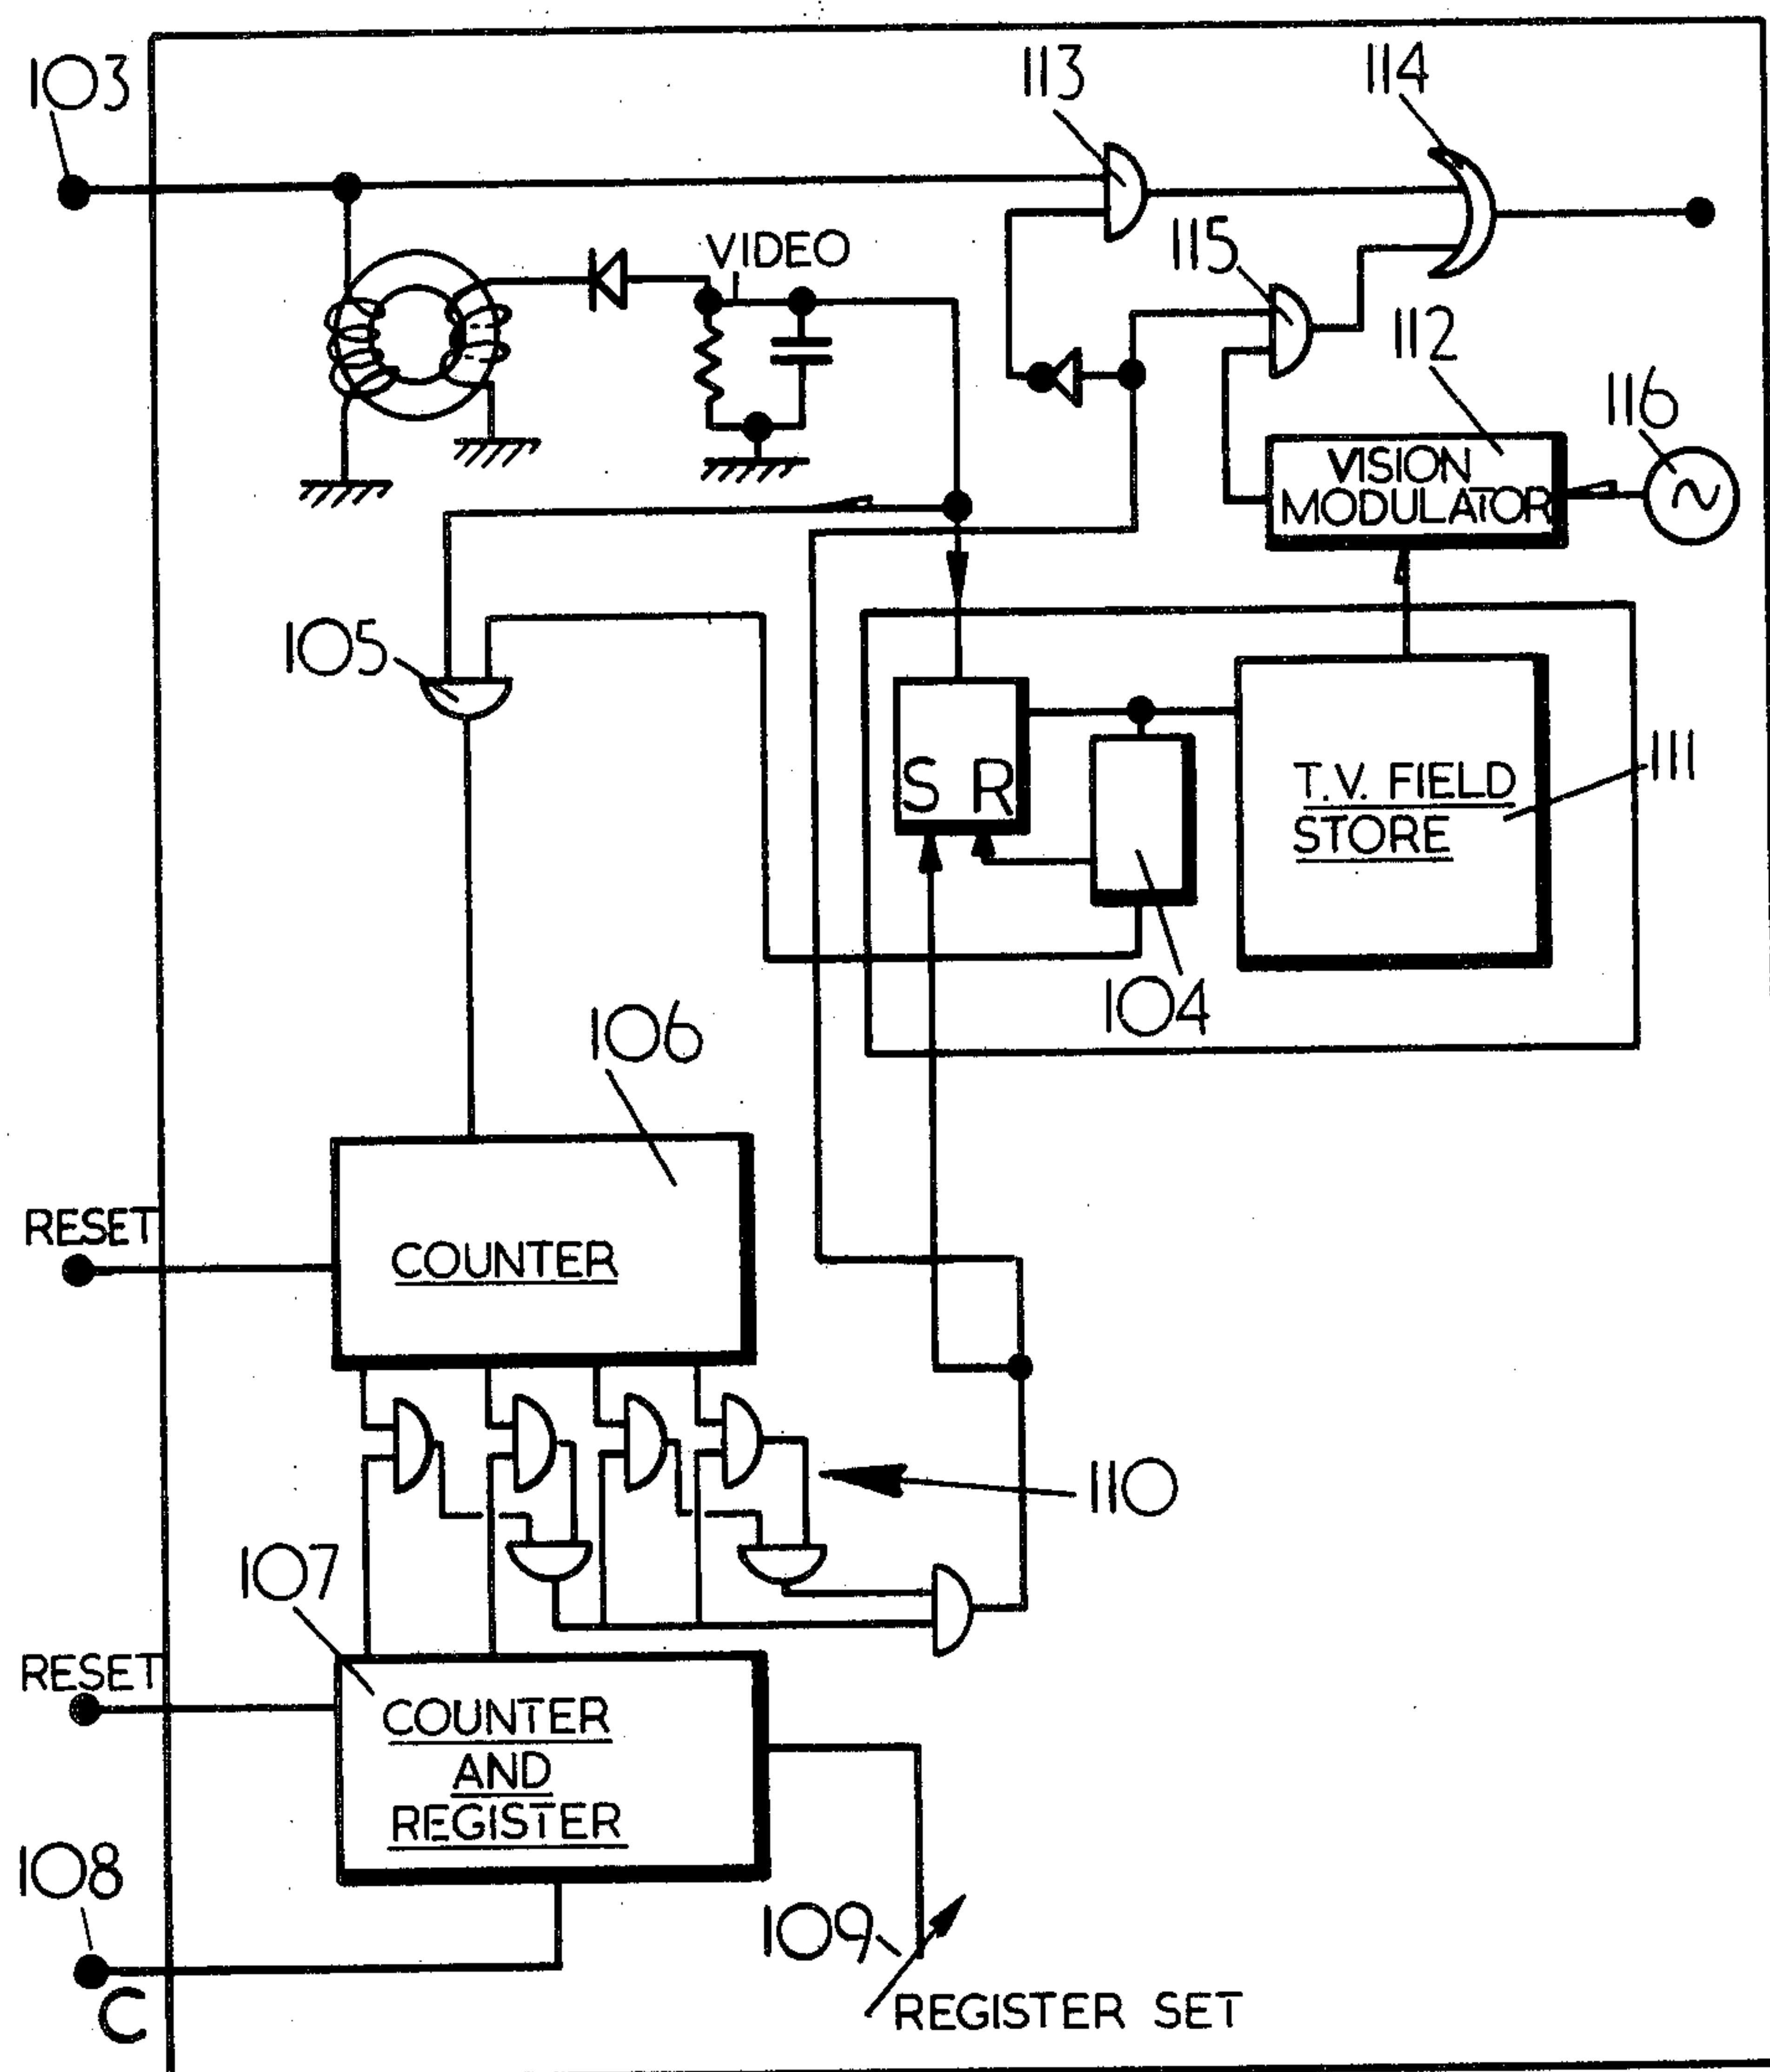 103
113
114
VIDEO
115
112
116
VISION
MODULATOR
105
S R
T.V. FIELD
STORE
111
104
106
RESET
COUNTER
110
107
RESET
COUNTER
AND
REGISTER
108
109
C
REGISTER SET